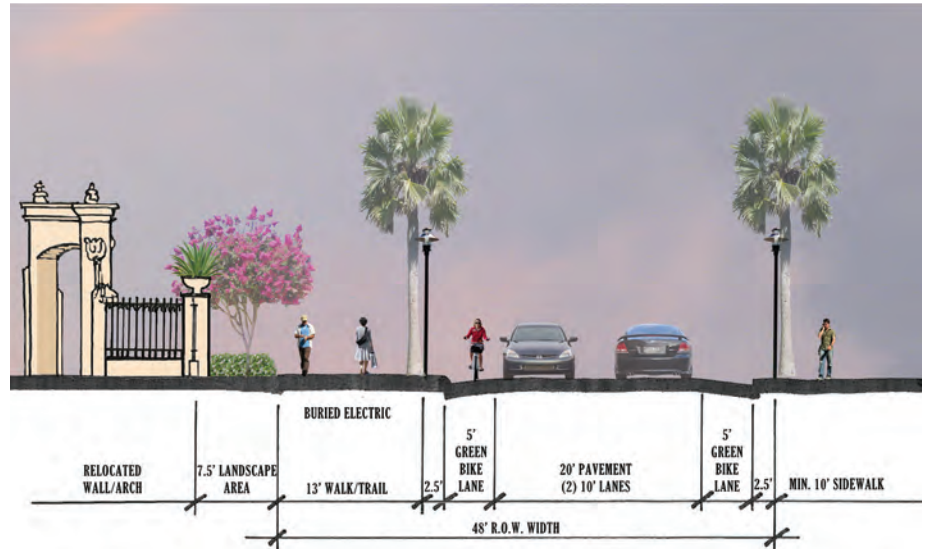 BURIED ELECTRIC
RELOCATED
WALL/ARCH
7.5' LANDSCAPE
AREA
13' WALK/TRAIL
2.5'
5'
GREEN
BIKE
LANE
20' PAVEMENT
(2) 10' LANES
5'
GREEN
BIKE
LANE
2.5'
MIN. 10' SIDEWALK
48' R.O.W. WIDTH